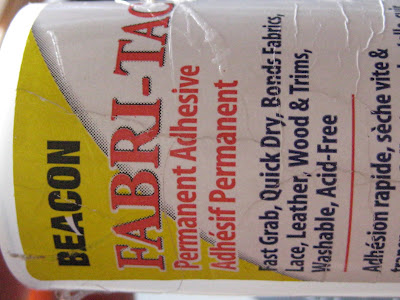 BEACON
FABRI-TAC
Permanent Adhesive
Adhésif Permanent
Fast Grab, Quick Dry, Bonds Fabrics,
Lace, Leather, Wood & Trims,
Washable, Acid-Free
Adhésion rapide, sèche vite &